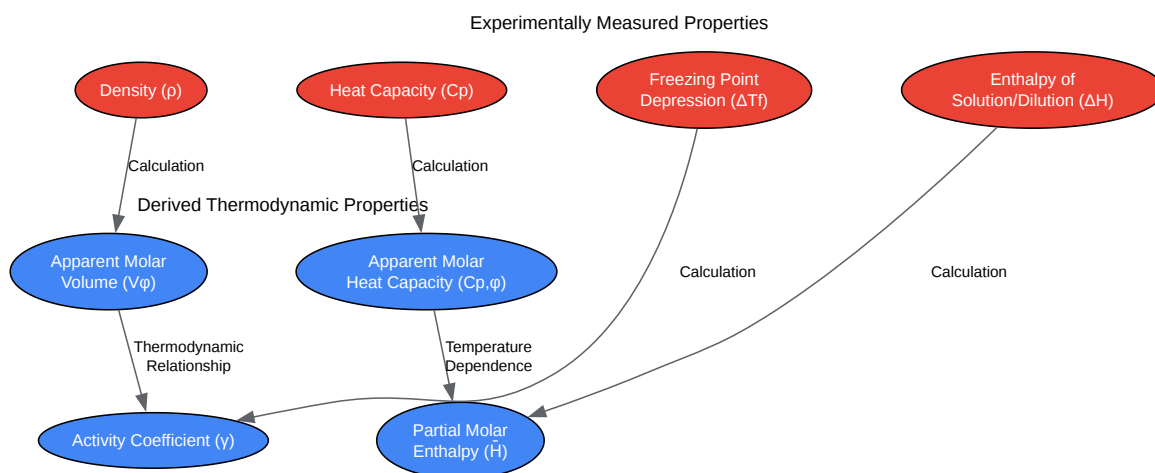 Experimentally Measured Properties
Density (ρ)
Heat Capacity (Cp)
Freezing Point
Depression (ΔTf)
Enthalpy of
Solution/Dilution (ΔH)
Calculation
Calculation
Derived Thermodynamic Properties
Apparent Molar
Volume (Vφ)
Apparent Molar
Heat Capacity (Cp,φ)
Calculation
Calculation
Thermodynamic
Relationship
Temperature
Dependence
Activity Coefficient (γ)
Partial Molar
Enthalpy (H̄)